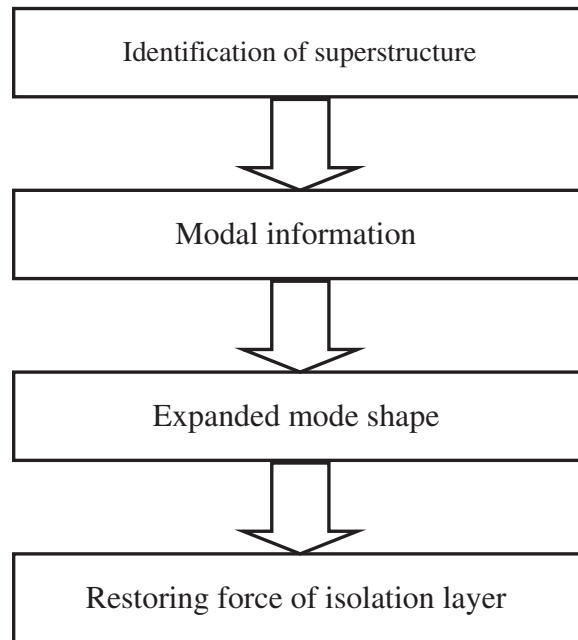 Identification of superstructure
Modal information
Expanded mode shape
Restoring force of isolation layer